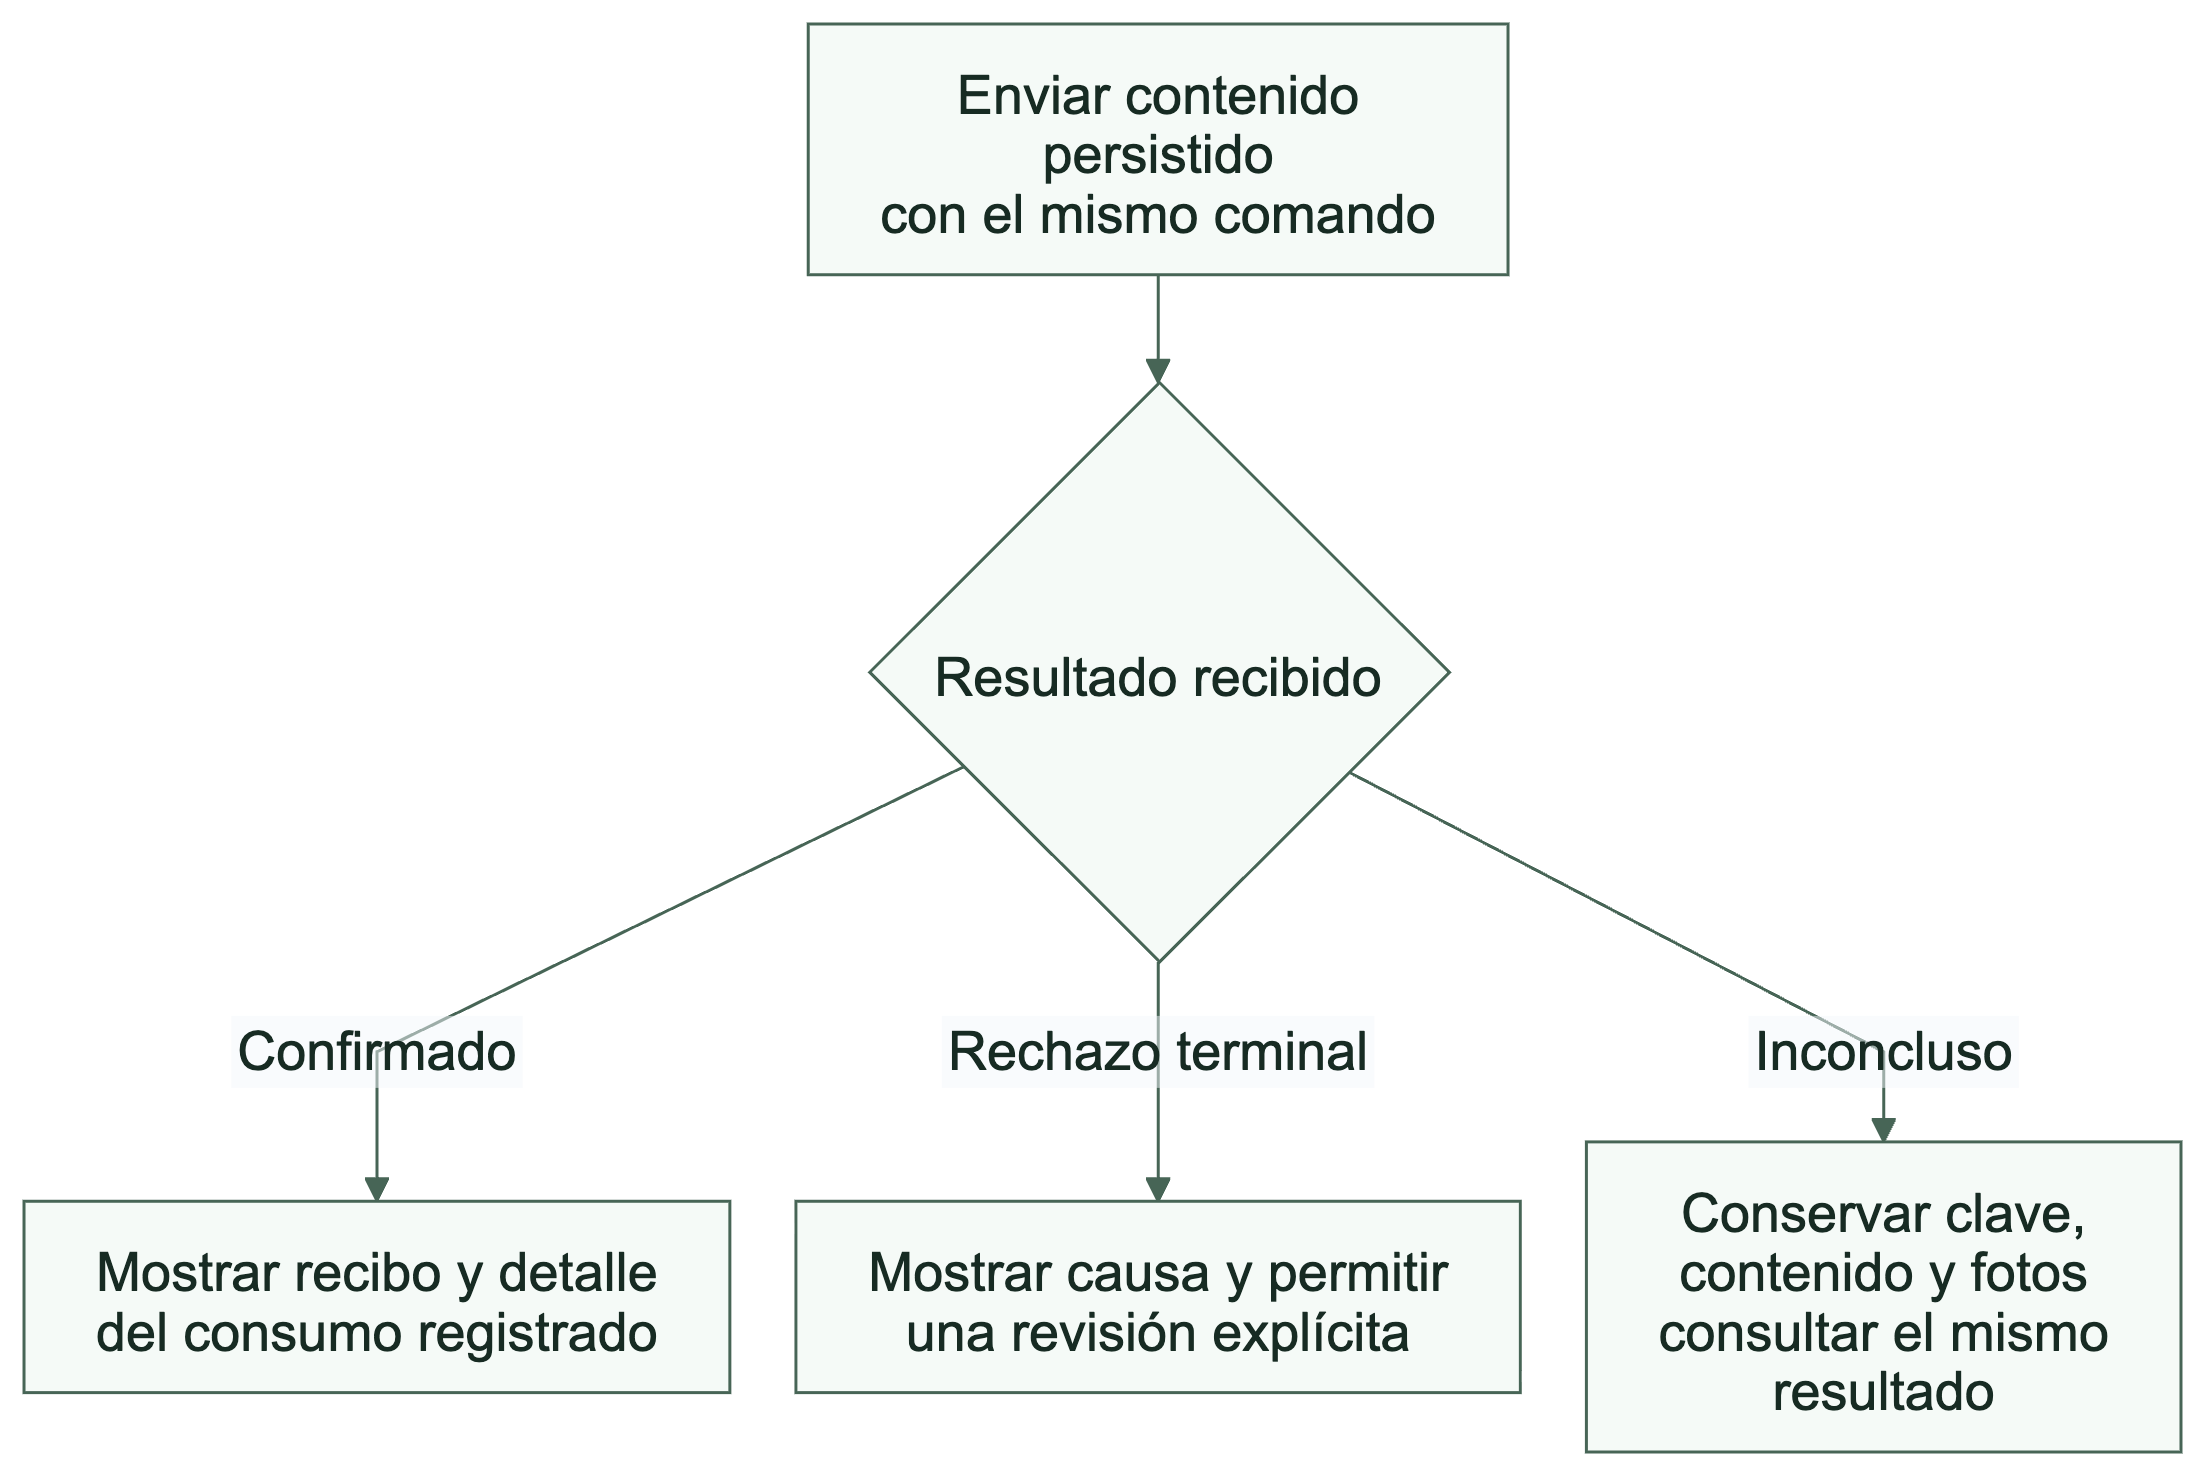 Enviar contenido
persistido
con el mismo comando
Resultado recibido
Confirmado
Rechazo terminal
Inconcluso
Mostrar recibo y detalle
del consumo registrado
Mostrar causa y permitir
una revisión explícita
Conservar clave,
contenido y fotos
consultar el mismo
resultado